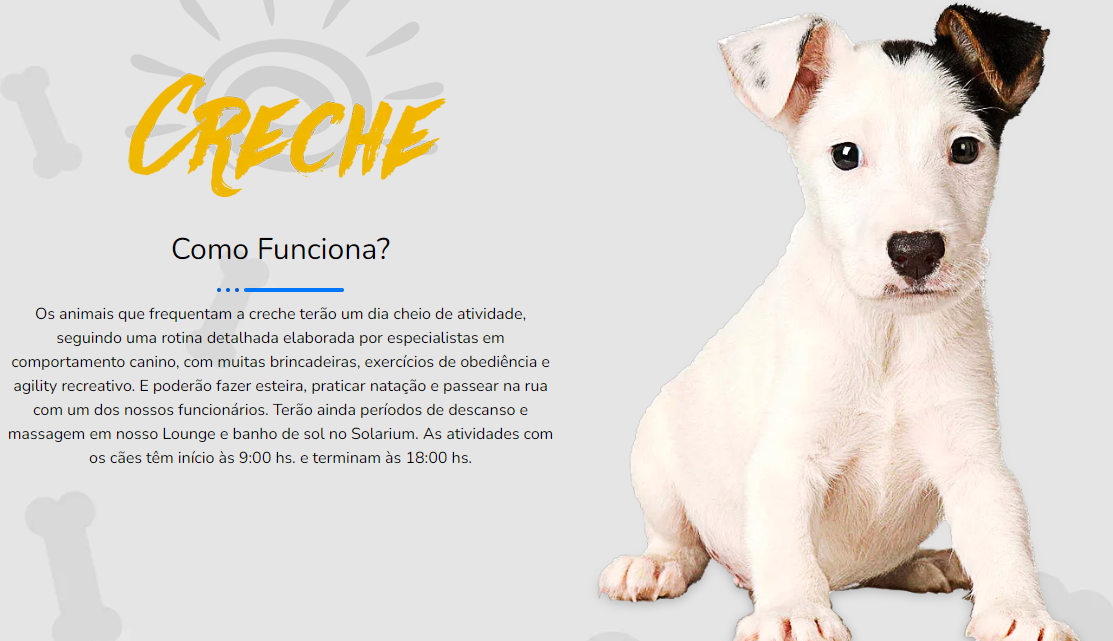 CRECHE
Como Funciona?
Os animais que frequentam a creche terão um dia cheio de atividade,
seguindo uma rotina detalhada elaborada por especialistas em
comportamento canino, com muitas brincadeiras, exercícios de obediência e
agility recreativo. E poderão fazer esteira, praticar natação e passear na rua
com um dos nossos funcionários. Terão ainda períodos de descanso e
massagem em nosso Lounge e banho de sol no Solarium. As atividades com
os cães têm início às 9:00 hs. e terminam às 18:00 hs.